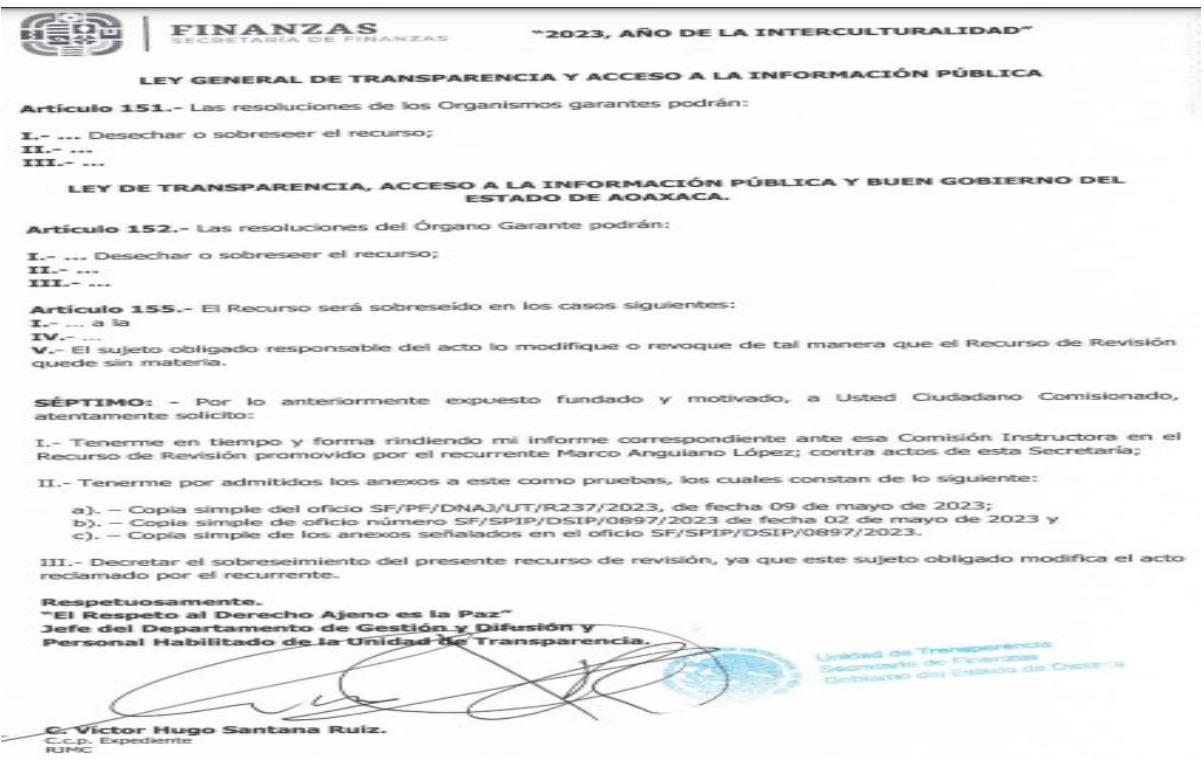 FINANZAS
SECRETARÍA DE FINANZAS
"2023, AÑO DE LA INTERCULTURALIDAD"
LEY GENERAL DE TRANSPARENCIA Y ACCESO A LA INFORMACIÓN PÚBLICA
Artículo 151.- Las resoluciones de los Organismos garantes podrán:
I.- ... Desechar o sobreseer el recurso;
II.- ...
III.- ...
LEY DE TRANSPARENCIA, ACCESO A LA INFORMACIÓN PÚBLICA Y BUEN GOBIERNO DEL
ESTADO DE AOAXACA.
Artículo 152.- Las resoluciones del Órgano Garante podrán:
I.- ... Desechar o sobreseer el recurso;
II.- ...
III.- ...
Artículo 155.- El Recurso será sobreseído en los casos siguientes:
I.- ... a la
IV.- ...
V.- El sujeto obligado responsable del acto lo modifique o revoque de tal manera que el Recurso de Revisión
quede sin materia.
SÉPTIMO: - Por lo anteriormente expuesto fundado y motivado, a Usted Ciudadano Comisionado,
atentamente solicito:
I.- Tenerme en tiempo y forma rindiendo mi informe correspondiente ante esa Comisión Instructora en el
Recurso de Revisión promovido por el recurrente Marco Anguiano López; contra actos de esta Secretaría;
II.- Tenerme por admitidos los anexos a este como pruebas, los cuales constan de lo siguiente:
a). – Copia simple del oficio SF/PF/DNAJ/UT/R237/2023, de fecha 09 de mayo de 2023;
b). – Copia simple de oficio número SF/SPIP/DSIP/0897/2023 de fecha 02 de mayo de 2023 y
c). – Copia simple de los anexos señalados en el oficio SF/SPIP/DSIP/0897/2023.
III.- Decretar el sobreseimiento del presente recurso de revisión, ya que este sujeto obligado modifica el acto
reclamado por el recurrente.
Respetuosamente.
"El Respeto al Derecho Ajeno es la Paz"
Jefe del Departamento de Gestión y Difusión y
Personal Habilitado de la Unidad de Transparencia.
Unidad de Transparencia
Secretaría de Finanzas
Gobierno del Estado de Oaxaca
C. Víctor Hugo Santana Ruiz.
C.c.p. Expediente
RJMC